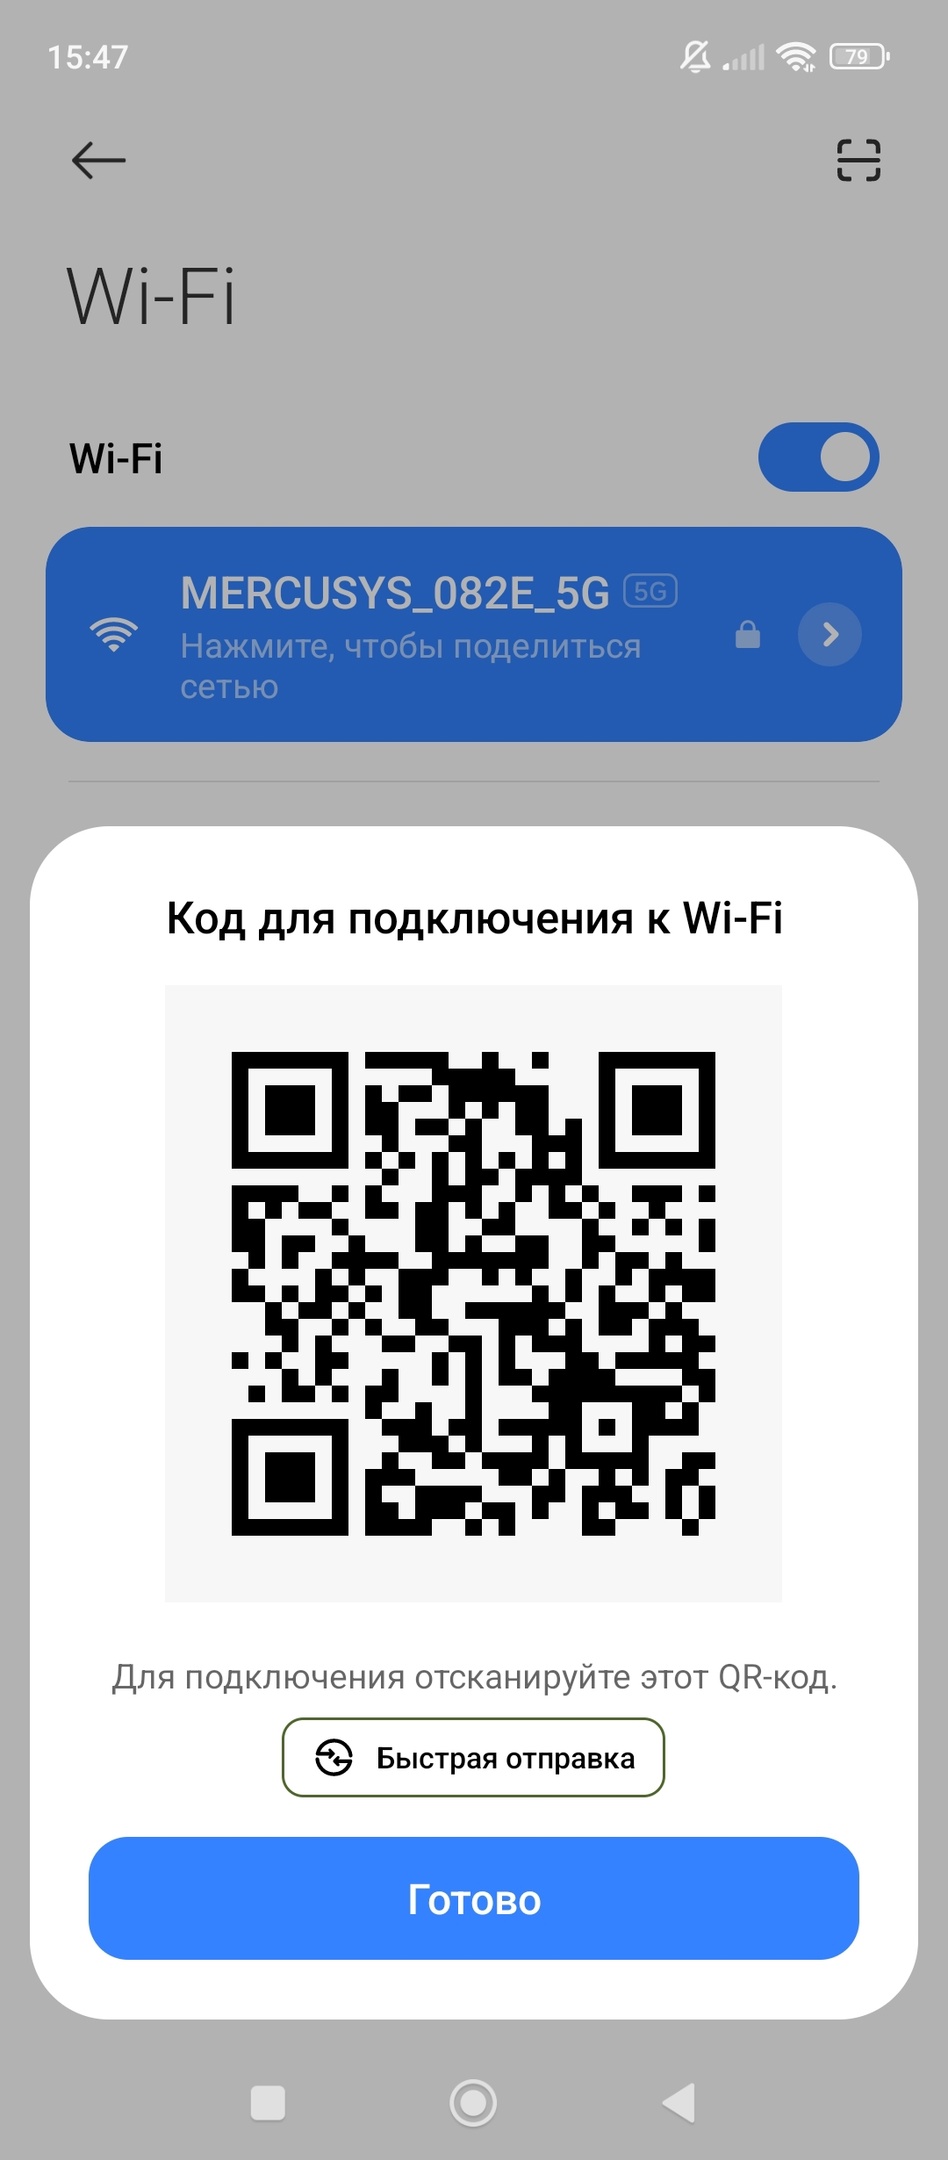 15:47
79
Wi-Fi
Wi-Fi
MERCUSYS_082E_5G 5G
Нажмите, чтобы поделиться
сетью
Код для подключения к Wi-Fi
Для подключения отсканируйте этот QR-код.
Быстрая отправка
Готово